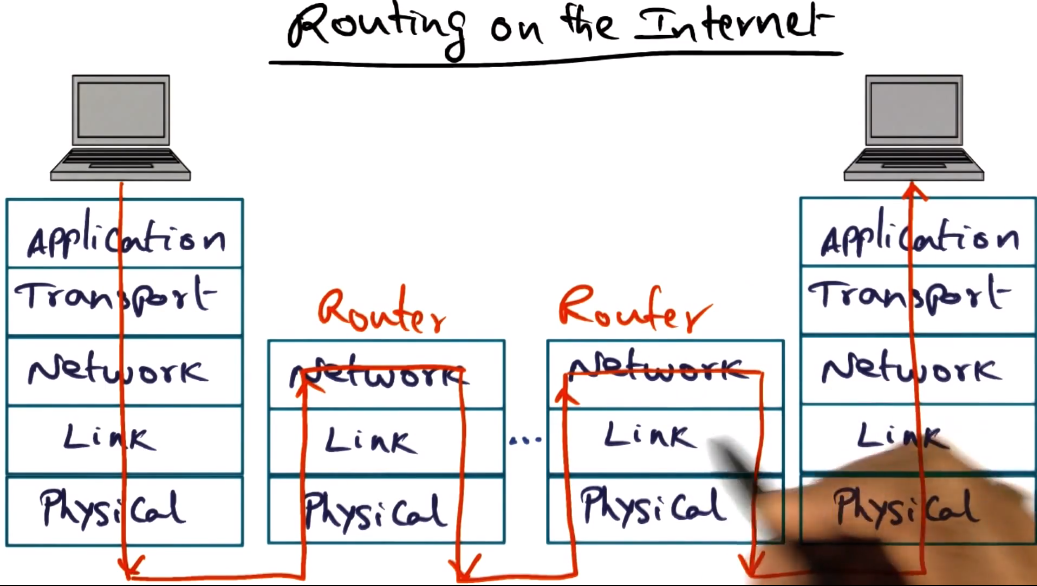 Routing on the Internet
Application
Transport
Network
Link
Physical
Router
Network
Link
Physical
...
Router
Network
Link
Physical
Application
Transport
Network
Link
Physical